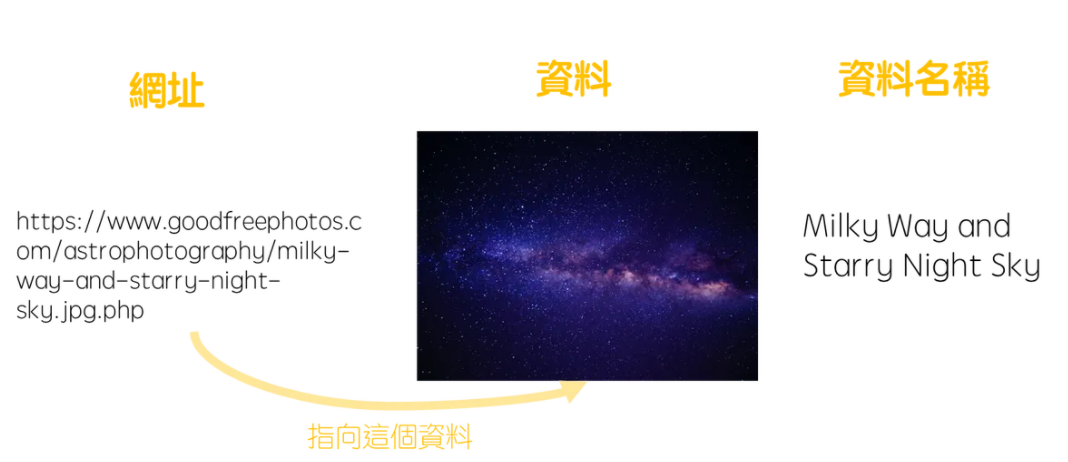 網址
資料
資料名稱
https://www.goodfreephotos.c
om/astrophotography/milky-
way-and-starry-night-
sky.jpg.php
Milky Way and
Starry Night Sky
指向這個資料